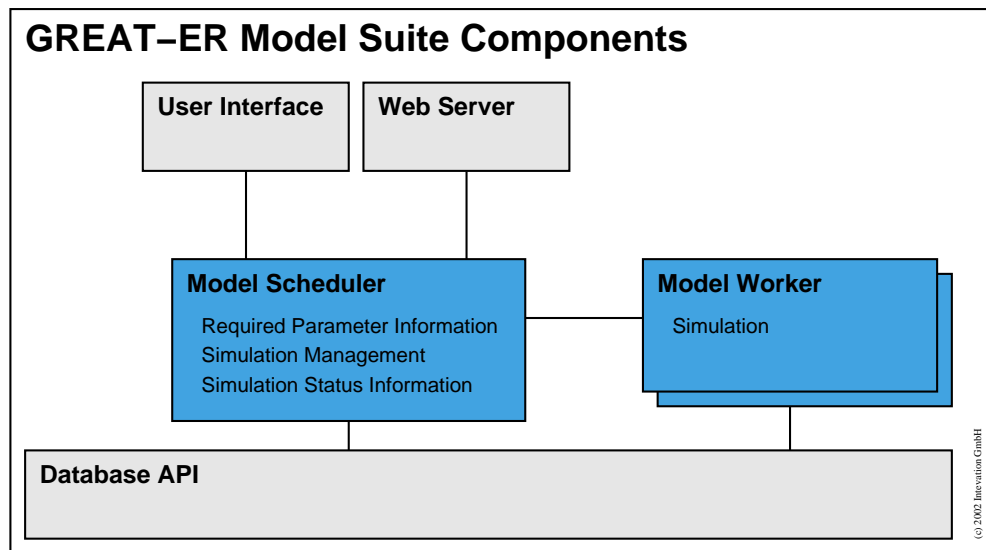 GREAT–ER Model Suite Components
User Interface
Web Server
Model Scheduler
Required Parameter Information
Simulation Management
Simulation Status Information
Model Worker
Simulation
Database API
(c) 2002 Intevation GmbH